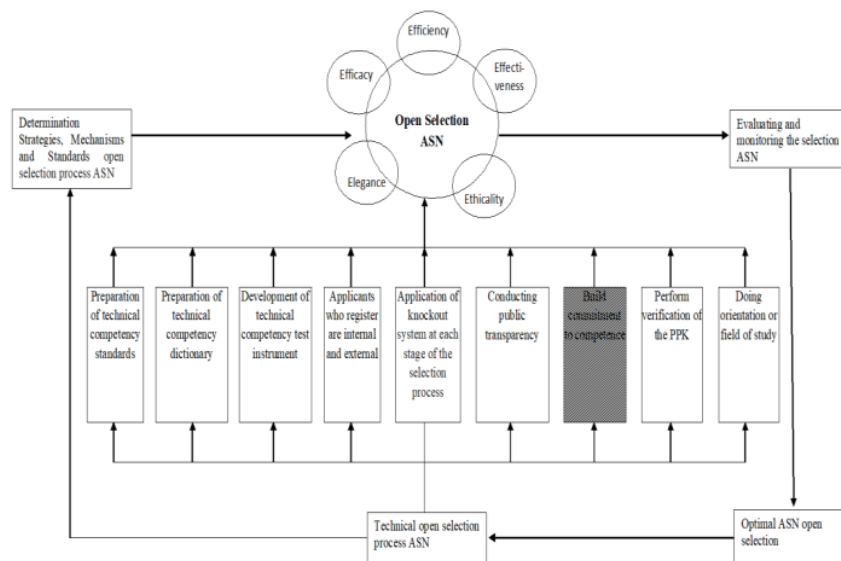 Efficiency
Efficacy
Effecti-
veness
Open Selection
ASN
Elegance
Ethicality
Determination
Strategies, Mechanisms
and Standards open
selection process ASN
Evaluating and
monitoring the selection
ASN
Preparation
of technical
competency
standards
Preparation of
technical
competency
dictionary
Development of
technical
competency test
instrument
Applicants
who register
are internal
and external
Application of
knockout
system at each
stage of the
selection
process
Conducting
public
transparency
Build
commitment
to competence
Perform
verification of
the PPK
Doing
orientation or
field of study
Technical open selection
process ASN
Optimal ASN open
selection